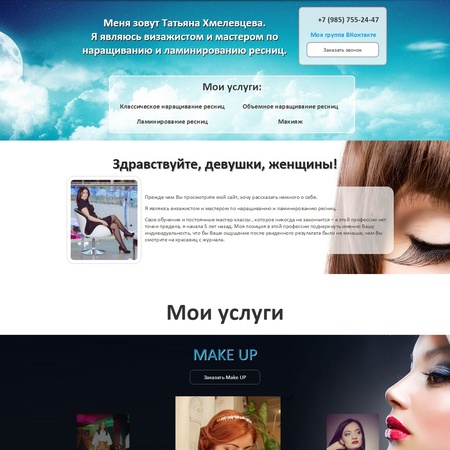 Меня зовут Татьяна Хмелевцева.
Я являюсь визажистом и мастером по
наращиванию и ламинированию ресниц.
+7 (985) 755-24-47
Моя группа ВКонтакте
Заказать звонок
Мои услуги:
Классическое наращивание ресниц
Объемное наращивание ресниц
Ламинирование ресниц
Макияж
Здравствуйте, девушки, женщины!
Прежде чем Вы просмотрите мой сайт, хочу рассказать немного о себе.
Я являюсь визажистом и мастером по наращиванию и ламинированию ресниц.
Свое обучение и постоянные мастер классы , которое никогда не закончится – в этой профессии нет
точки предела, я начала 5 лет назад. Моя позиция в этой профессии подчеркнуть именно Вашу
индивидуальность, что бы Ваше ощущение после увиденного результата было не меньше, чем Вы
смотрите на красавиц с журнала.
Мои услуги
MAKE UP
Заказать Make UP